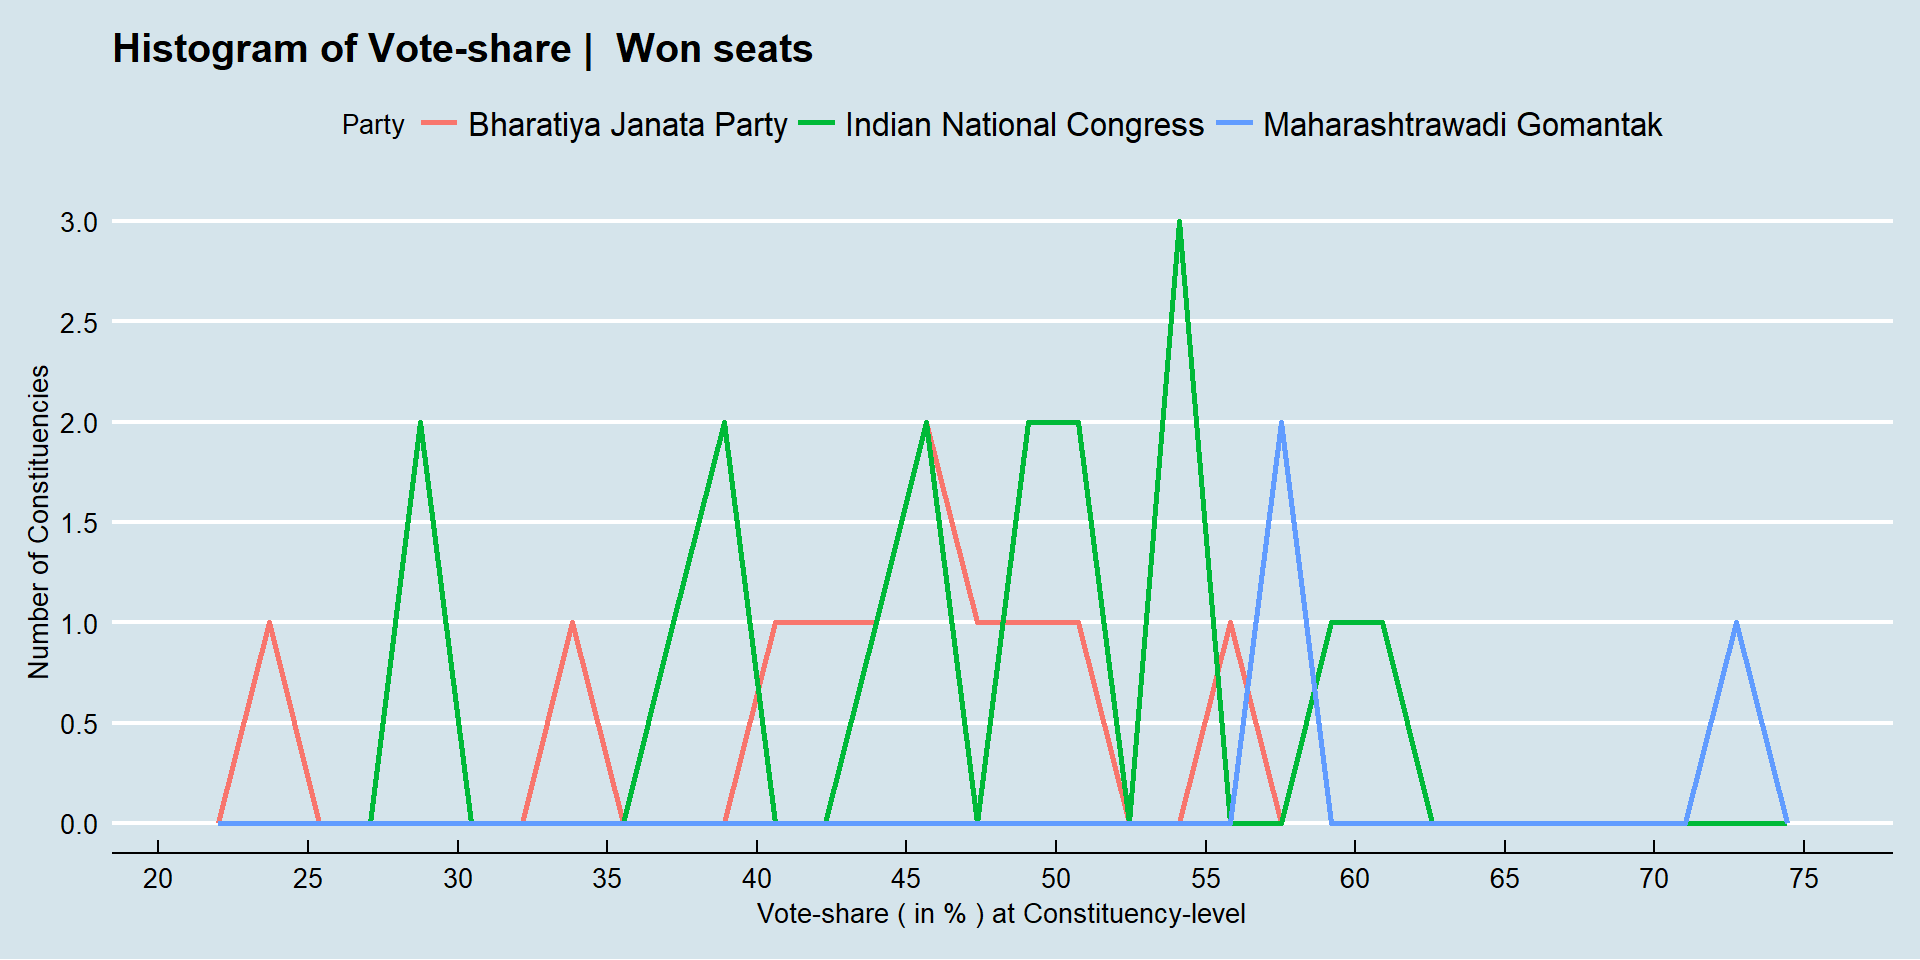 Histogram of Vote-share |  Won seats
Party Bharatiya Janata Party Indian National Congress Maharashtrawadi Gomantak
3.0
2.5
2.0
1.5
1.0
0.5
0.0
Number of Constituencies
20 25 30 35 40 45 50 55 60 65 70 75
Vote-share ( in % ) at Constituency-level